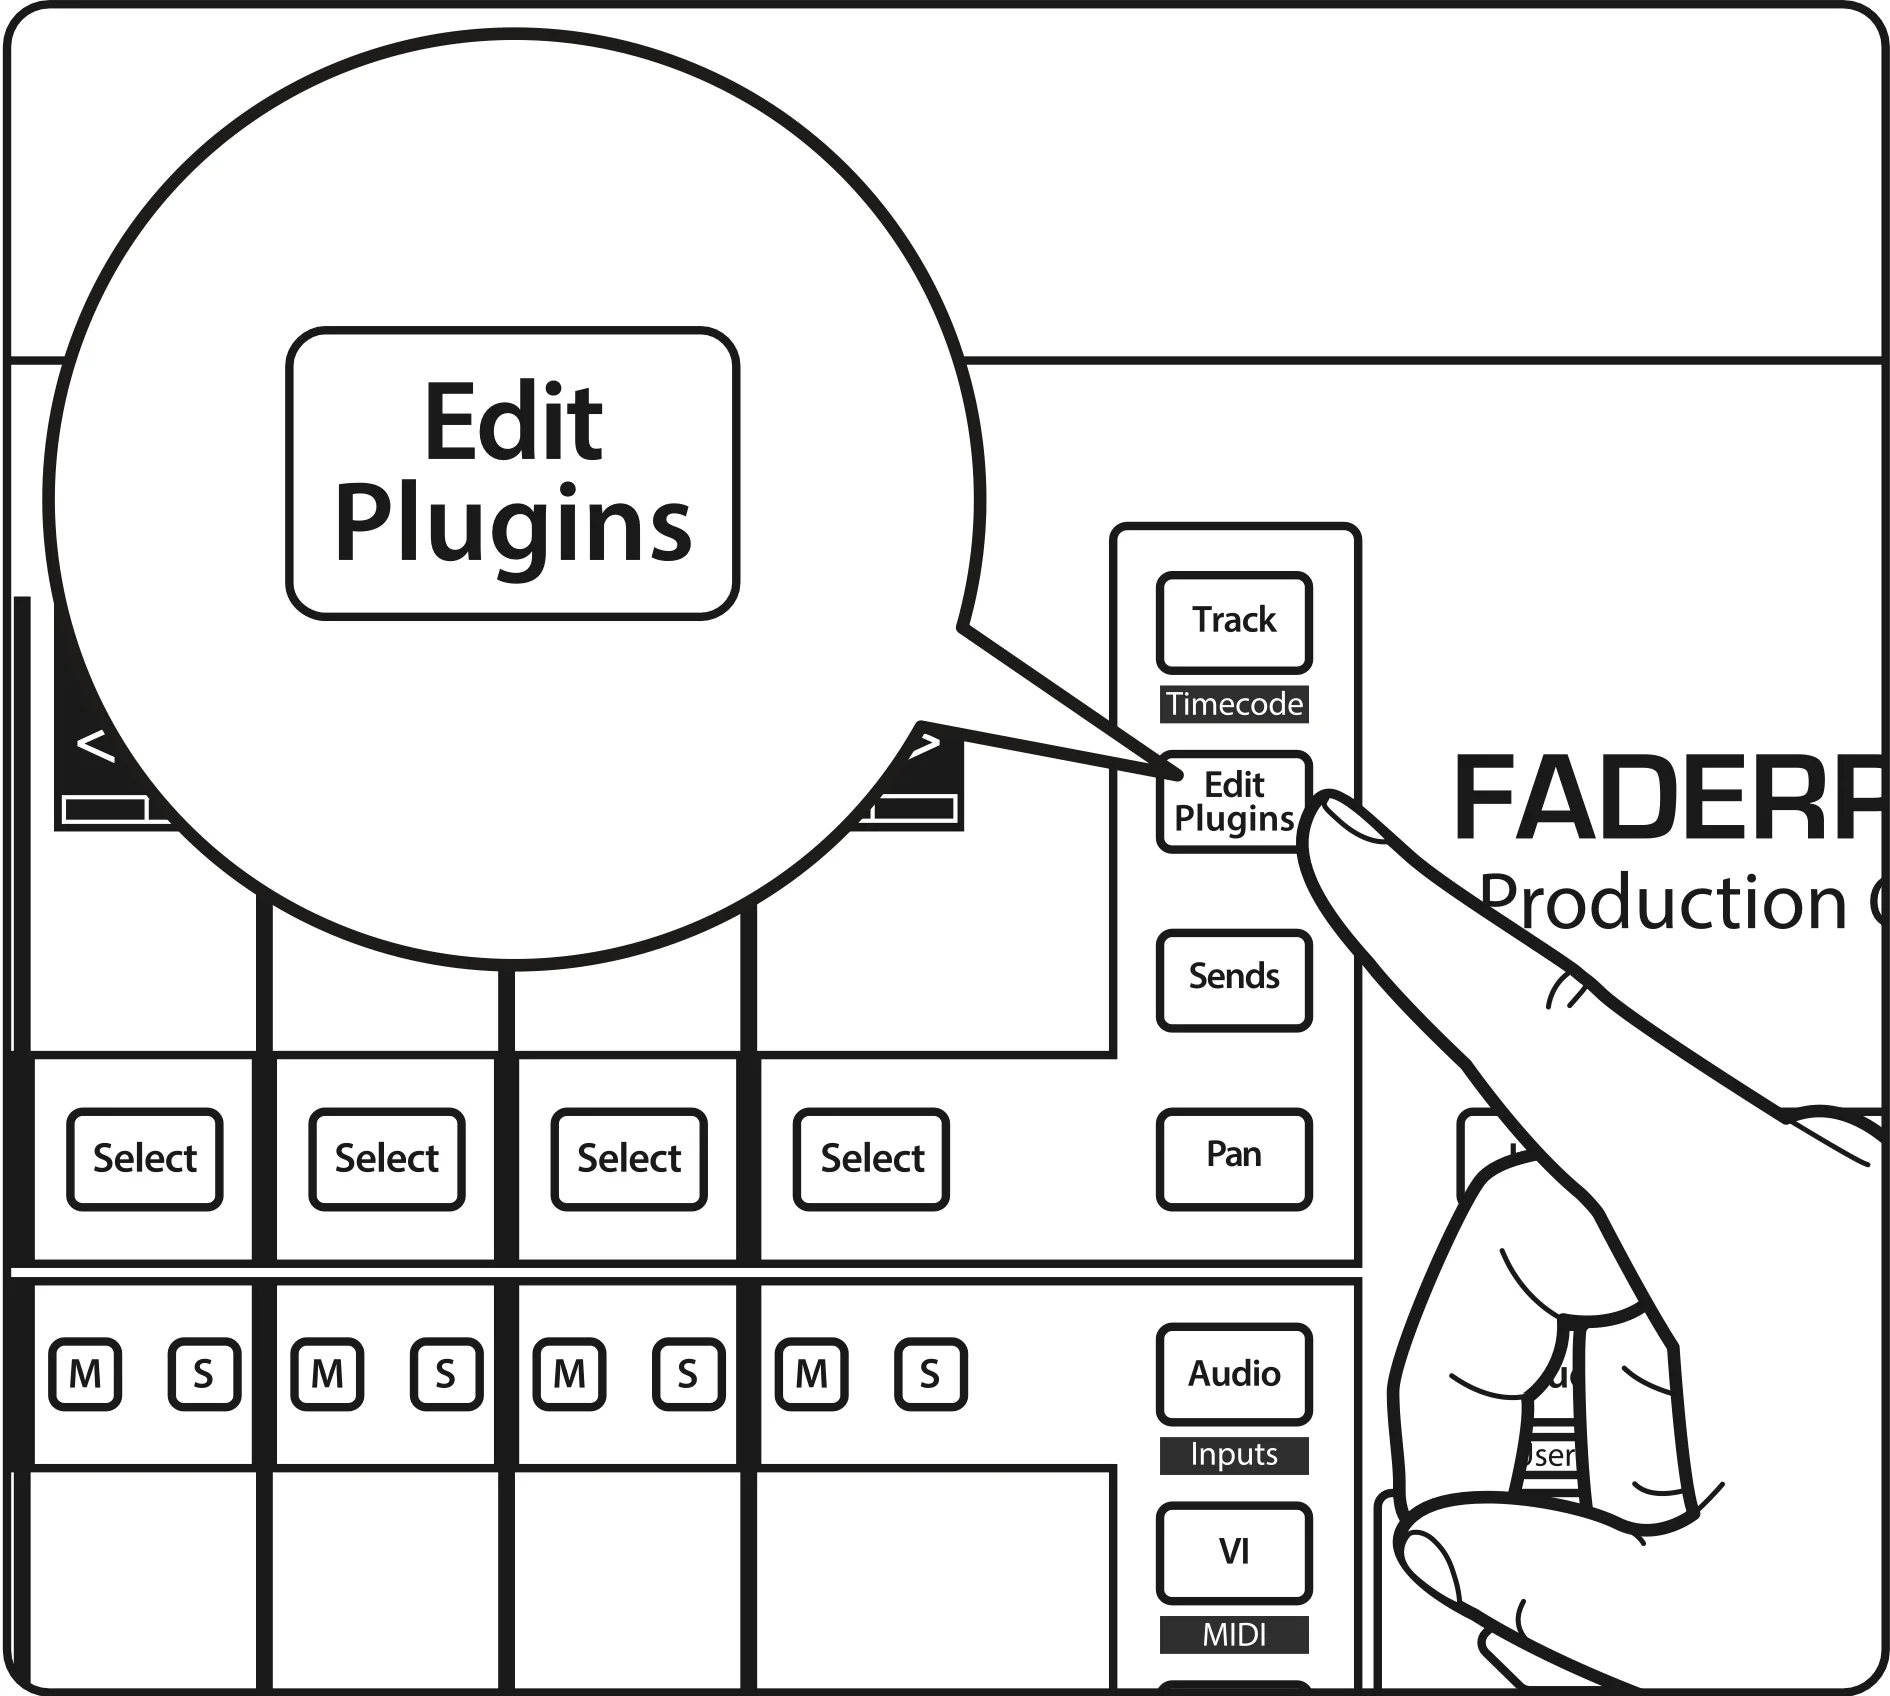 Edit
Plugins
Track
Timecode
< >
Edit
Plugins
FADERP
Production
Sends
Select Select Select Select Pan
M S M S M S M S Audio
Inputs
User
VI
MIDI